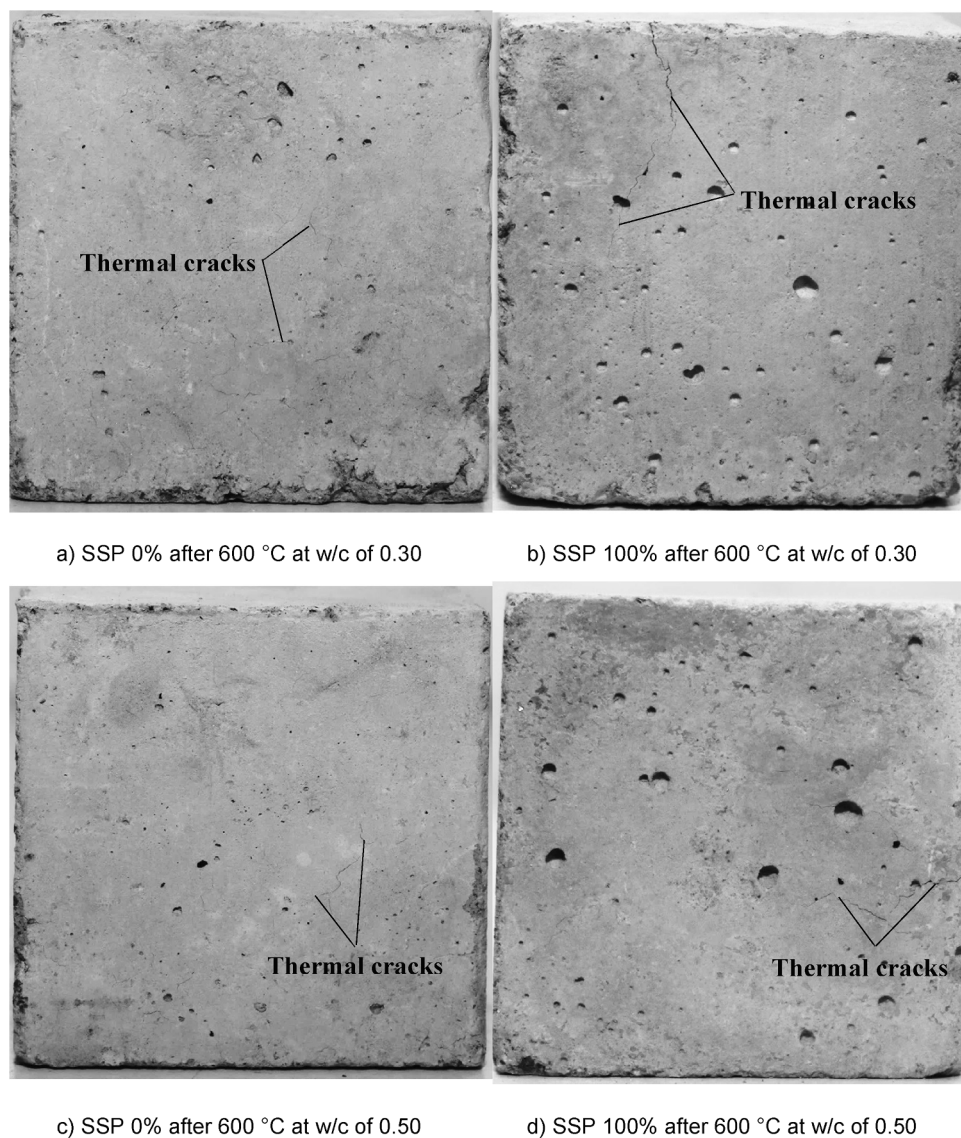 Thermal cracks
Thermal cracks
a) SSP 0% after 600 °C at w/c of 0.30
b) SSP 100% after 600 °C at w/c of 0.30
Thermal cracks
Thermal cracks
c) SSP 0% after 600 °C at w/c of 0.50
d) SSP 100% after 600 °C at w/c of 0.50